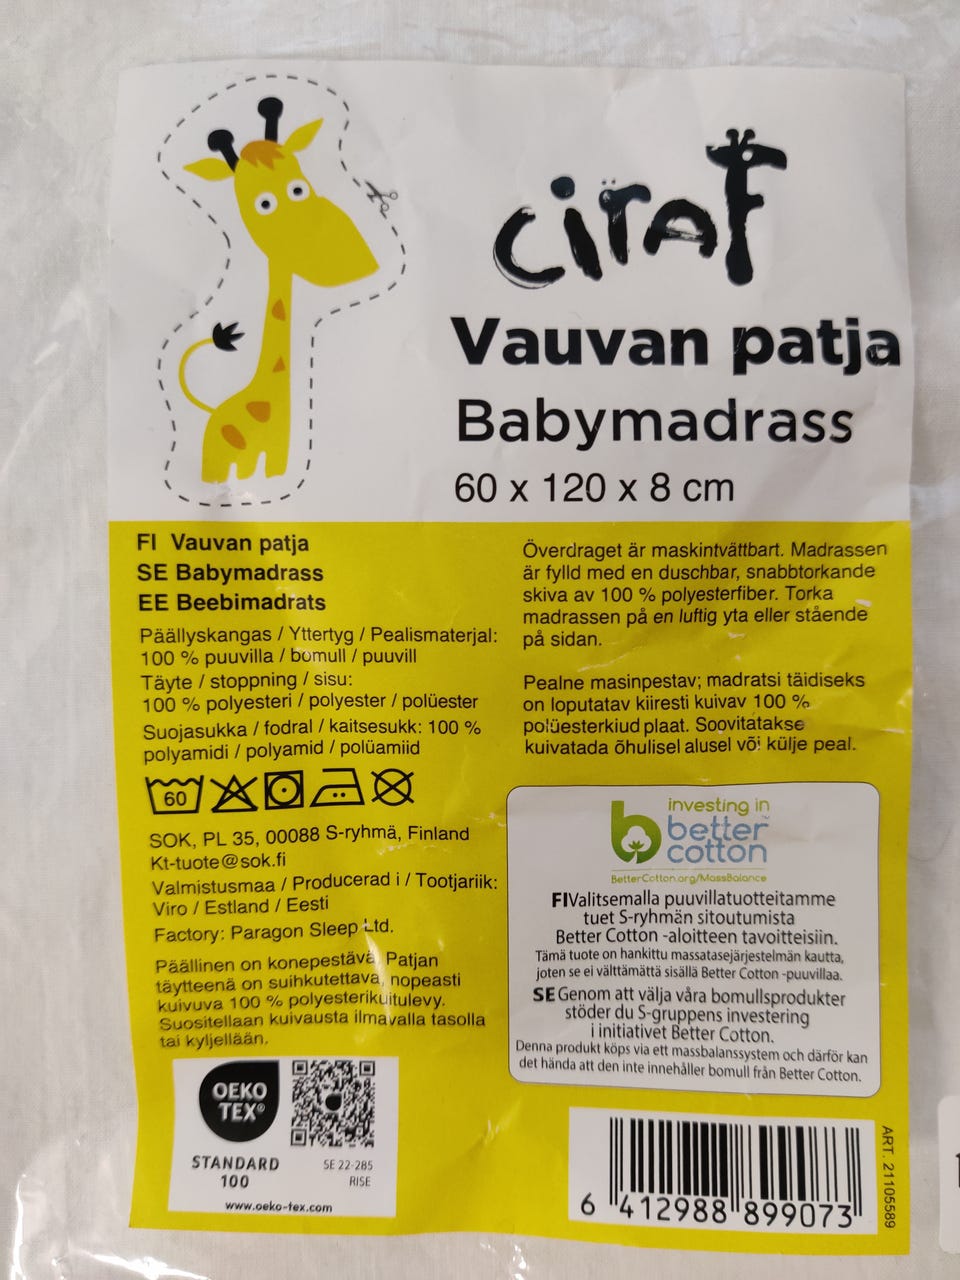 CiraF
Vauvan patja
Babymadrass
60 x 120 x 8 cm
FI Vauvan patja
SE Babymadrass
EE Beebimadrats
Päällyskangas / Yttertyg / Pealismaterjal:
100 % puuvilla / bomull / puuvill
Täyte / stoppning / sisu:
100 % polyesteri / polyester / polüester
Suojasukka / fodral / kaitsesukk: 100 %
polyamidi / polyamid / polüamiid
60
SOK, PL 35, 00088 S-ryhmä, Finland
Kt-tuote@sok.fi
Valmistusmaa / Producerad i / Tootjariik:
Viro / Estland / Eesti
Factory: Paragon Sleep Ltd.
Päällinen on konepestävä. Patjan
täytteenä on suihkutettava, nopeasti
kuivuva 100 % polyesterikuitulevy.
Suositellaan kuivausta ilmavalla tasolla
tai kyljellään.
OEKO
TEX®
STANDARD
100
SE 22-285
RISE
www.oeko-tex.com
Överdraget är maskintvättbart. Madrassen
är fylld med en duschbar, snabbtorkande
skiva av 100 % polyesterfiber. Torka
madrassen på en luftig yta eller stående
på sidan.
Pealne masinpestav; madratsi täidiseks
on loputatav kiiresti kuivav 100 %
polüesterkiud plaat. Soovitatakse
kuivatada õhulisel alusel või külje peal.
investing in
better™
cotton
BetterCotton.org/MassBalance
FIValitsemalla puuvillatuotteitamme
tuet S-ryhmän sitoutumista
Better Cotton -aloitteen tavoitteisiin.
Tämä tuote on hankittu massatasejärjestelmän kautta,
joten se ei välttämättä sisällä Better Cotton -puuvillaa.
SE Genom att välja våra bomullsprodukter
stöder du S-gruppens investering
i initiativet Better Cotton.
Denna produkt köps via ett massbalanssystem och därför kan
det hända att den inte innehåller bomull från Better Cotton.
6 412988 899073
ART. 21105589